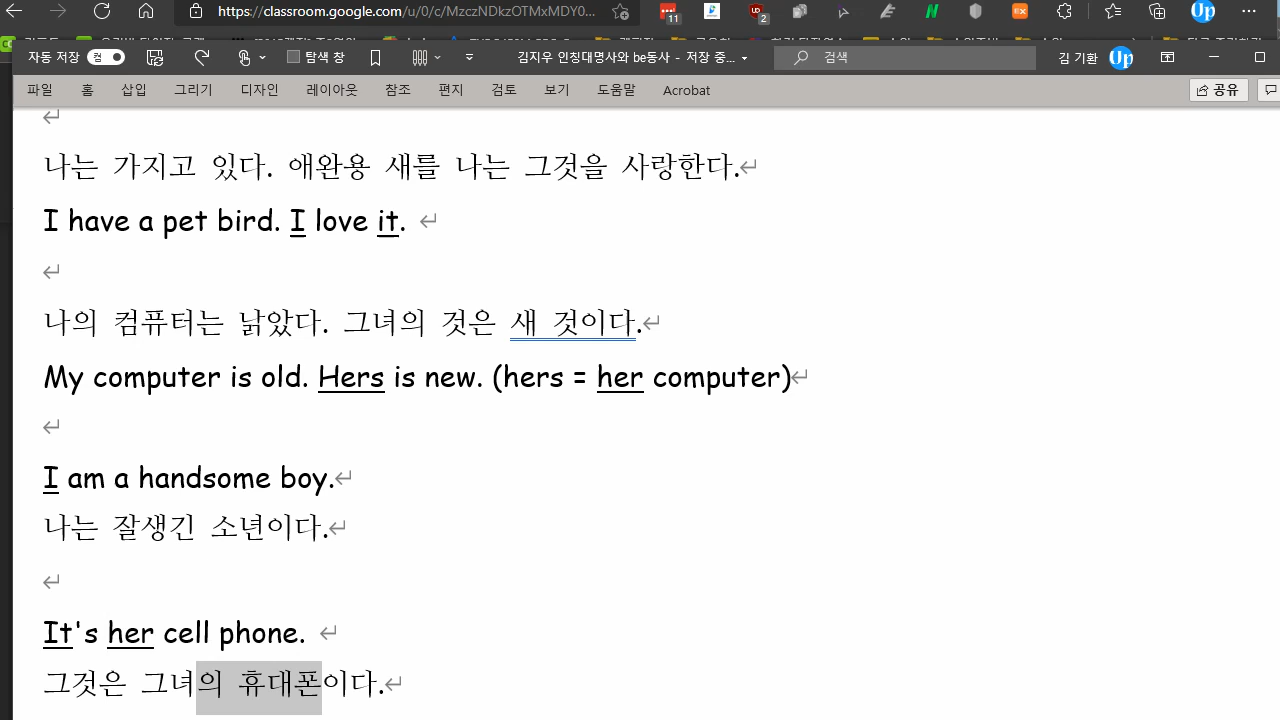 https://classroom.google.com/u/0/c/MzczNDkzOTMxMDY0...
11
2
자동 저장 컴 탐색 창 김지우 인칭대명사와 be동사 - 저장 중... 검색 김 기환 Up
파일 홈 삽입 그리기 디자인 레이아웃 참조 편지 검토 보기 도움말 Acrobat 공유
나는 가지고 있다. 애완용 새를 나는 그것을 사랑한다.
I have a pet bird. I love it.
나의 컴퓨터는 낡았다. 그녀의 것은 새 것이다.
My computer is old. Hers is new. (hers = her computer)
I am a handsome boy.
나는 잘생긴 소년이다.
It's her cell phone.
그것은 그녀의 휴대폰이다.